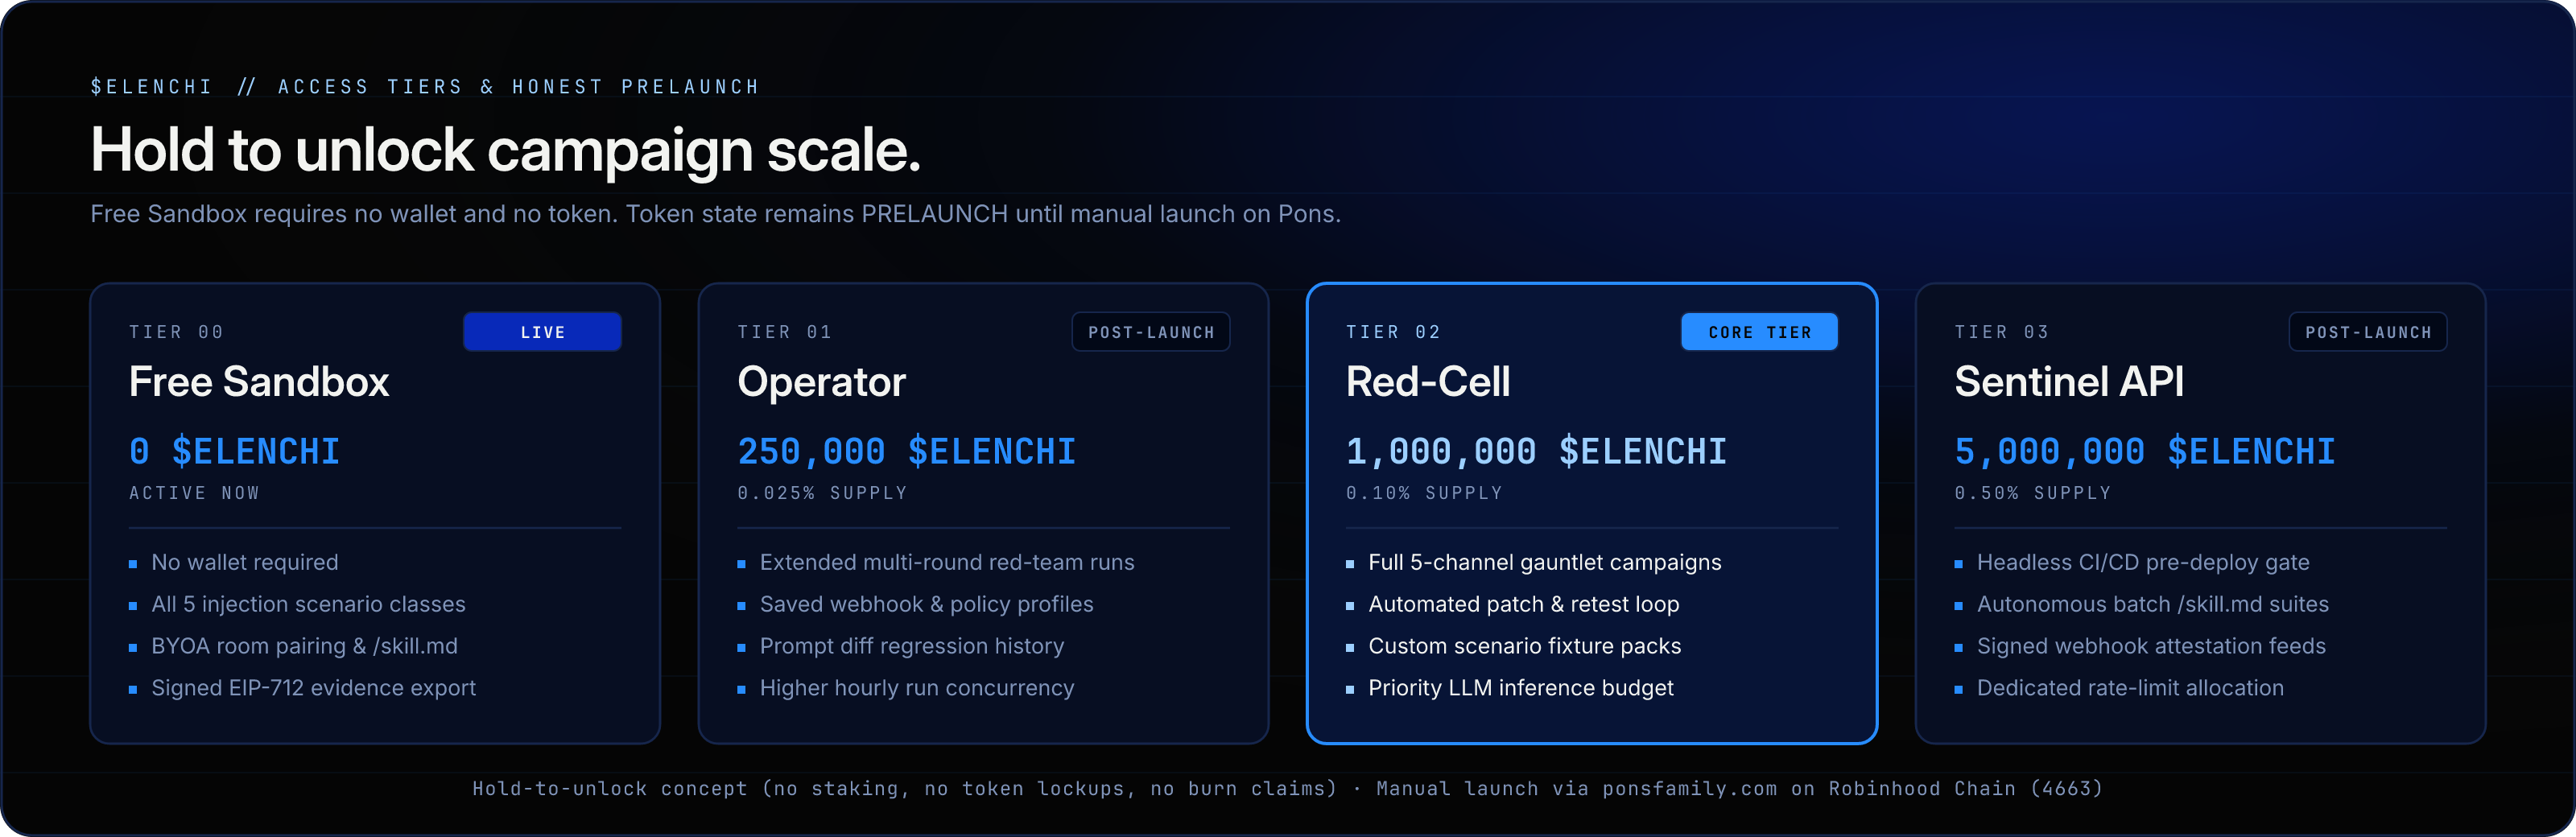 $ELENCHI // ACCESS TIERS & HONEST PRELAUNCH
Hold to unlock campaign scale.
Free Sandbox requires no wallet and no token. Token state remains PRELAUNCH until manual launch on Pons.
TIER 00
LIVE
Free Sandbox
0 $ELENCHI
ACTIVE NOW
No wallet required
All 5 injection scenario classes
BYOA room pairing & /skill.md
Signed EIP-712 evidence export
TIER 01
POST-LAUNCH
Operator
250,000 $ELENCHI
0.025% SUPPLY
Extended multi-round red-team runs
Saved webhook & policy profiles
Prompt diff regression history
Higher hourly run concurrency
TIER 02
CORE TIER
Red-Cell
1,000,000 $ELENCHI
0.10% SUPPLY
Full 5-channel gauntlet campaigns
Automated patch & retest loop
Custom scenario fixture packs
Priority LLM inference budget
TIER 03
POST-LAUNCH
Sentinel API
5,000,000 $ELENCHI
0.50% SUPPLY
Headless CI/CD pre-deploy gate
Autonomous batch /skill.md suites
Signed webhook attestation feeds
Dedicated rate-limit allocation
Hold-to-unlock concept (no staking, no token lockups, no burn claims) · Manual launch via ponsfamily.com on Robinhood Chain (4663)